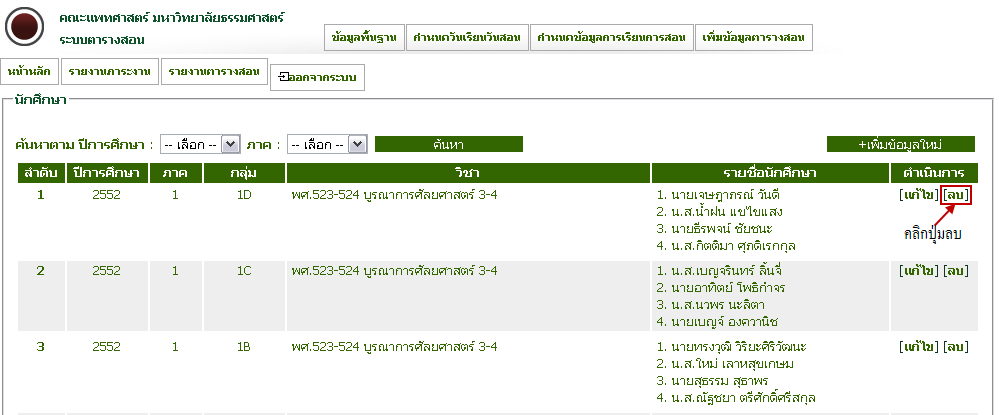 คณะแพทศาสตร์ มหาวิทยาลัยธรรมศาสตร์
ระบบตารางสอน
ข้อมูลพื้นฐาน กำหนดวันเรียนวันสอน กำหนดข้อมูลการเรียนการสอน เพิ่มข้อมูลตารางสอน
หน้าหลัก รายงานภาระงาน รายงานตารางสอน ออกจากระบบ
นักศึกษา
ค้นหาตาม ปีการศึกษา : -- เลือก -- ภาค : -- เลือก -- ค้นหา +เพิ่มข้อมูลใหม่
ลำดับ ปีการศึกษา ภาค กลุ่ม วิชา รายชื่อนักศึกษา ดำเนินการ
1 2552 1 1D พศ.523-524 บูรณาการศัลยศาสตร์ 3-4 1. นายเจษฎาภรณ์ วันดี [แก้ไข] [ลบ]
2. น.ส.น้ำฝน แขไขแสง
3. นายธีรพจน์ ชัยชนะ คลิกปุ่มลบ
4. น.ส.กิตติมา ศุภดิเรกกุล
2 2552 1 1C พศ.523-524 บูรณาการศัลยศาสตร์ 3-4 1. น.ส.เบญจรินทร์ ลิ้นจี่ [แก้ไข] [ลบ]
2. นายอาทิตย์ โพธิกำจร
3. น.ส.นวพร นะลิตา
4. นายเบญจ์ องควานิช
3 2552 1 1B พศ.523-524 บูรณาการศัลยศาสตร์ 3-4 1. นายทรงวุฒิ วิริยะศิริวัฒนะ [แก้ไข] [ลบ]
2. น.ส.ใหม่ เลาหสุขเกษม
3. นายสุธรรม สุธาพร
4. น.ส.ณัฐชยา ตรีศักดิ์ศรีสกุล